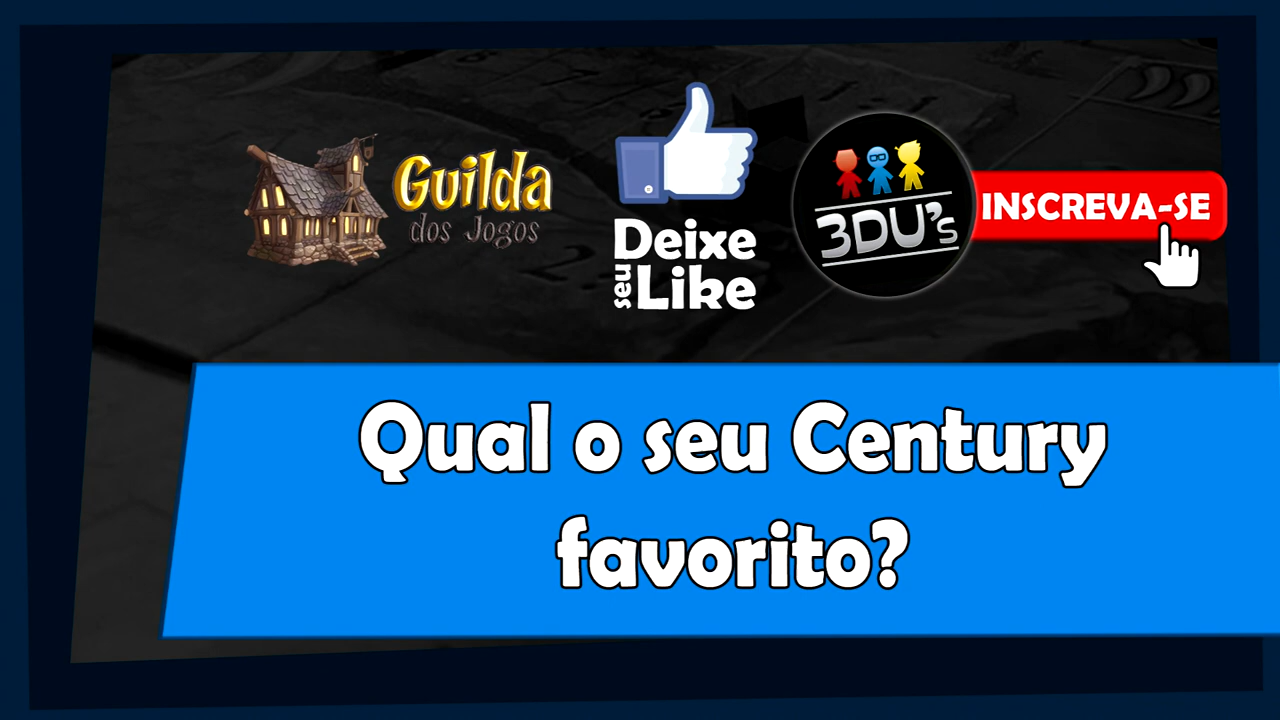 Guilda
dos Jogos
Deixe
seu
Like
3DU's
INSCREVA-SE
Qual o seu Century
favorito?